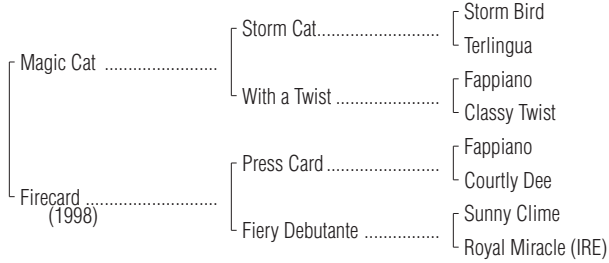 Storm Bird
Storm Cat
Terlingua
Magic Cat
Fappiano
With a Twist
Classy Twist
Fappiano
Press Card
Courtly Dee
Firecard
(1998)
Sunny Clime
Fiery Debutante
Royal Miracle (IRE)